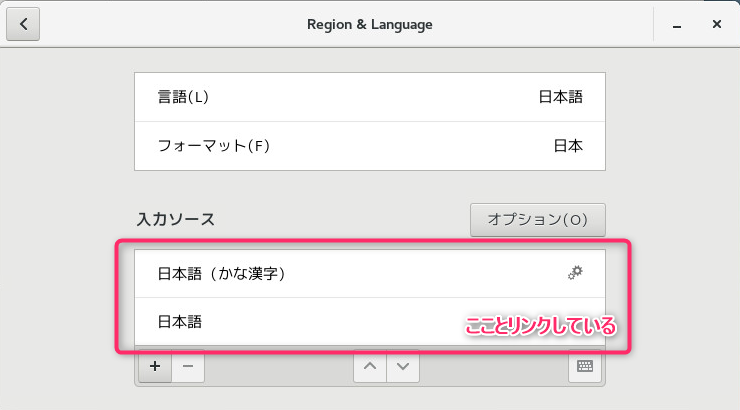 Region & Language
言語(L) 日本語
フォーマット(F) 日本
入力ソース オプション(O)
日本語（かな漢字）
日本語
こことリンクしている